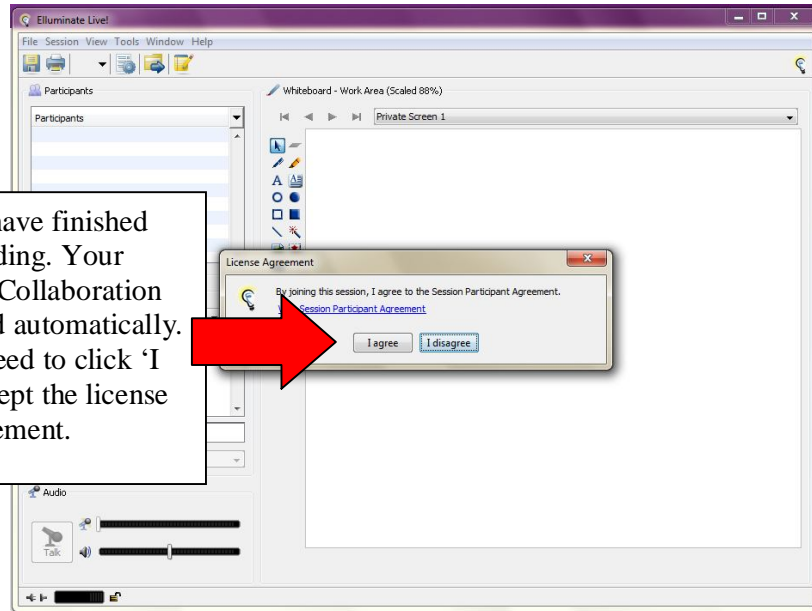 Elluminate Live!
File Session View Tools Window Help
Participants
Participants
Whiteboard - Work Area (Scaled 88%)
Private Screen 1
have finished
ding. Your
Collaboration
d automatically.
eed to click ‘I
ept the license
ement.
License Agreement
By joining this session, I agree to the Session Participant Agreement.
Session Participant Agreement
I agree
I disagree
Audio
Talk